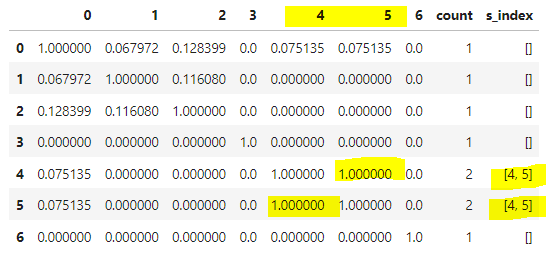 0 1 2 3 4 5 6 count s_index
0 1.000000 0.067972 0.128399 0.0 0.075135 0.075135 0.0 1 []
1 0.067972 1.000000 0.116080 0.0 0.000000 0.000000 0.0 1 []
2 0.128399 0.116080 1.000000 0.0 0.000000 0.000000 0.0 1 []
3 0.000000 0.000000 0.000000 1.0 0.000000 0.000000 0.0 1 []
4 0.075135 0.000000 0.000000 0.0 1.000000 1.000000 0.0 2 [4, 5]
5 0.075135 0.000000 0.000000 0.0 1.000000 1.000000 0.0 2 [4, 5]
6 0.000000 0.000000 0.000000 0.0 0.000000 0.000000 1.0 1 []